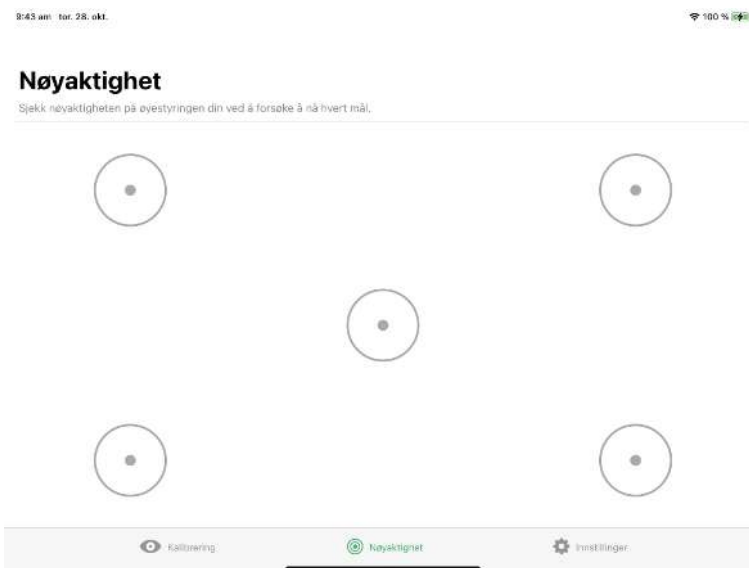 9:43 am tor. 28. okt.
100 %
Nøyaktighet
Sjekk nøyaktigheten på øyestyringen din ved å forsøke å nå hvert mål.
Kalibrering
Nøyaktighet
Innstillinger